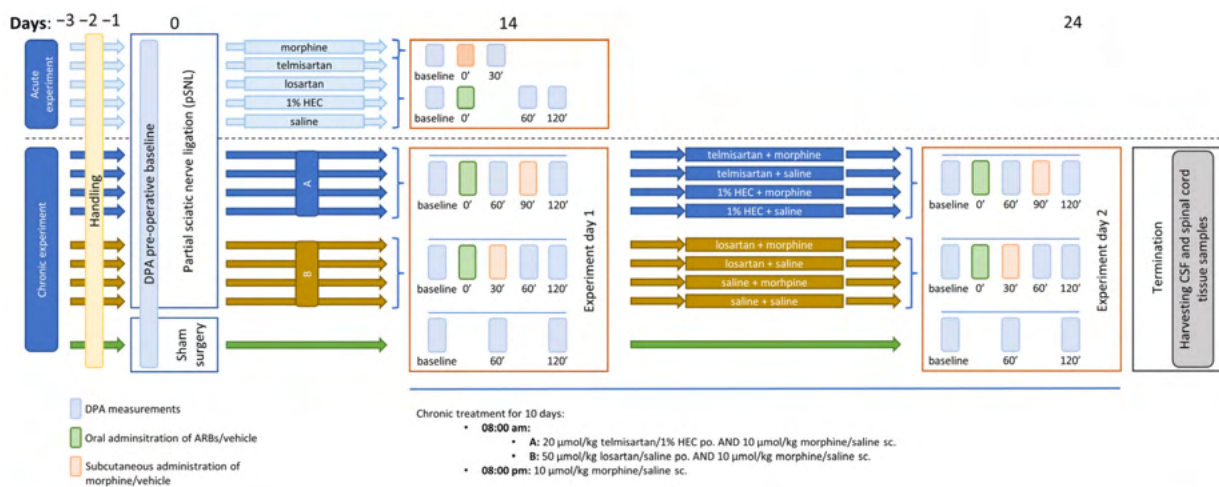 Days: −3 −2 −1 0 14 24
Acute
experiment
Handling
DPA pre-operative baseline
Partial sciatic nerve ligation (pSNL)
morphine
telmisartan
losartan
1% HEC
saline
baseline 0’ 30’
baseline 0’ 60’ 120’
Chronic experiment
A
baseline 0’ 60’ 90’ 120’
B
baseline 0’ 30’ 60’ 120’
Sham
surgery
baseline 60’ 120’
Experiment day 1
telmisartan + morphine
telmisartan + saline
1% HEC + morphine
1% HEC + saline
losartan + morphine
losartan + saline
saline + morhpine
saline + saline
baseline 0’ 60’ 90’ 120’
baseline 0’ 30’ 60’ 120’
baseline 60’ 120’
Experiment day 2
Termination
Harvesting CSF and spinal cord
tissue samples
DPA measurements
Oral adminsitration of ARBs/vehicle
Subcutaneous administration of
morphine/vehicle
Chronic treatment for 10 days:
• 08:00 am:
• A: 20 µmol/kg telmisartan/1% HEC po. AND 10 µmol/kg morphine/saline sc.
• B: 50 µmol/kg losartan/saline po. AND 10 µmol/kg morphine/saline sc.
• 08:00 pm: 10 µmol/kg morphine/saline sc.